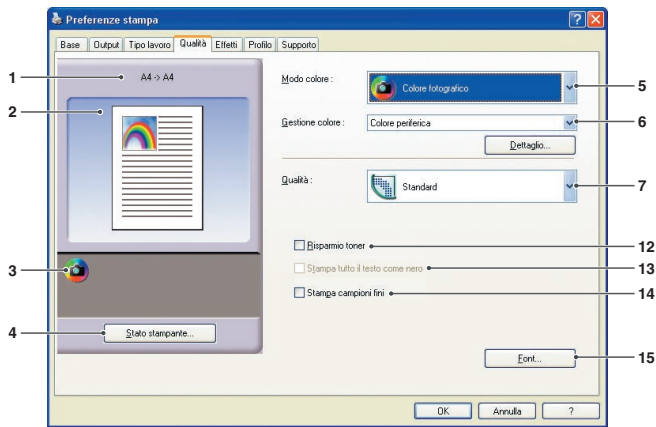 Preferenze stampa
Base Output Tipo lavoro Qualità Effetti Profilo Supporto
1 A4 -> A4
2
Modo colore : Colore fotografico 5
Gestione colore : Colore periferica 6
Dettaglio...
Qualità : Standard 7
Risparmio toner 12
3 Stampa tutto il testo come nero 13
Stampa campioni fini 14
4 Stato stampante...
Font... 15
OK Annulla ?